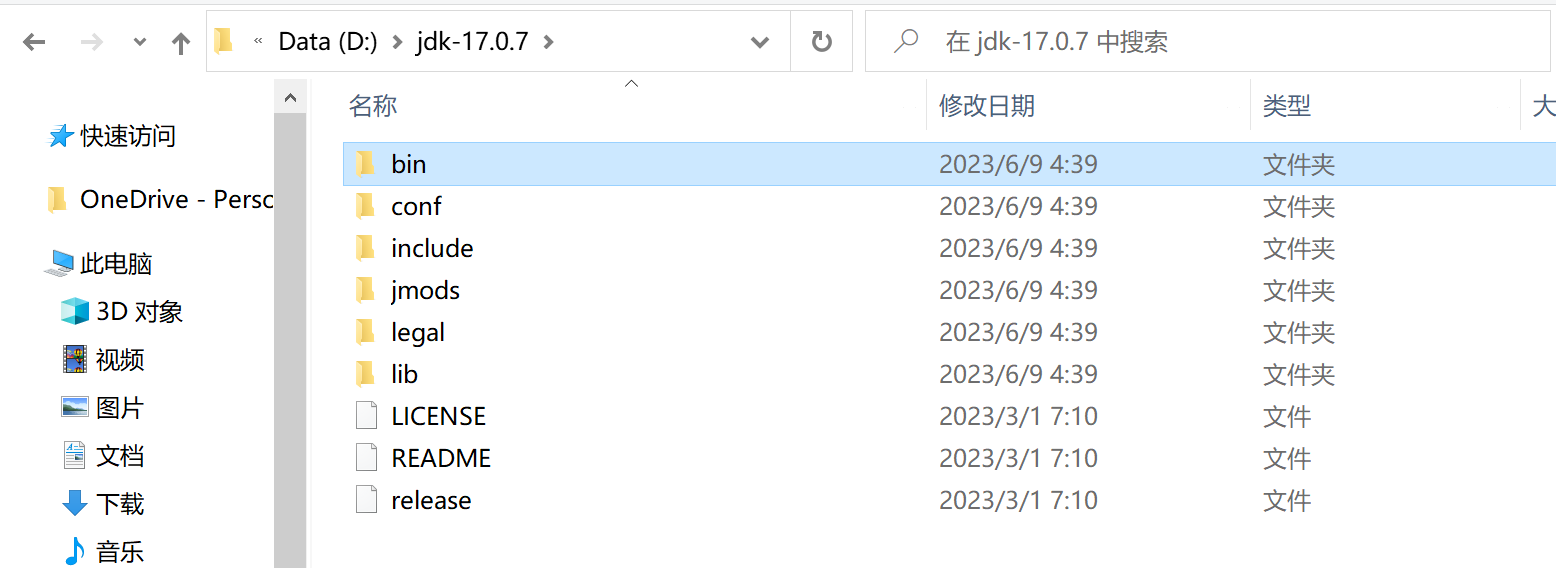 « Data (D:) > jdk-17.0.7 >
在 jdk-17.0.7 中搜索
名称 修改日期 类型 大
快速访问
OneDrive - Perso
此电脑
3D 对象
视频
图片
文档
下载
音乐
bin 2023/6/9 4:39 文件夹
conf 2023/6/9 4:39 文件夹
include 2023/6/9 4:39 文件夹
jmods 2023/6/9 4:39 文件夹
legal 2023/6/9 4:39 文件夹
lib 2023/6/9 4:39 文件夹
LICENSE 2023/3/1 7:10 文件
README 2023/3/1 7:10 文件
release 2023/3/1 7:10 文件